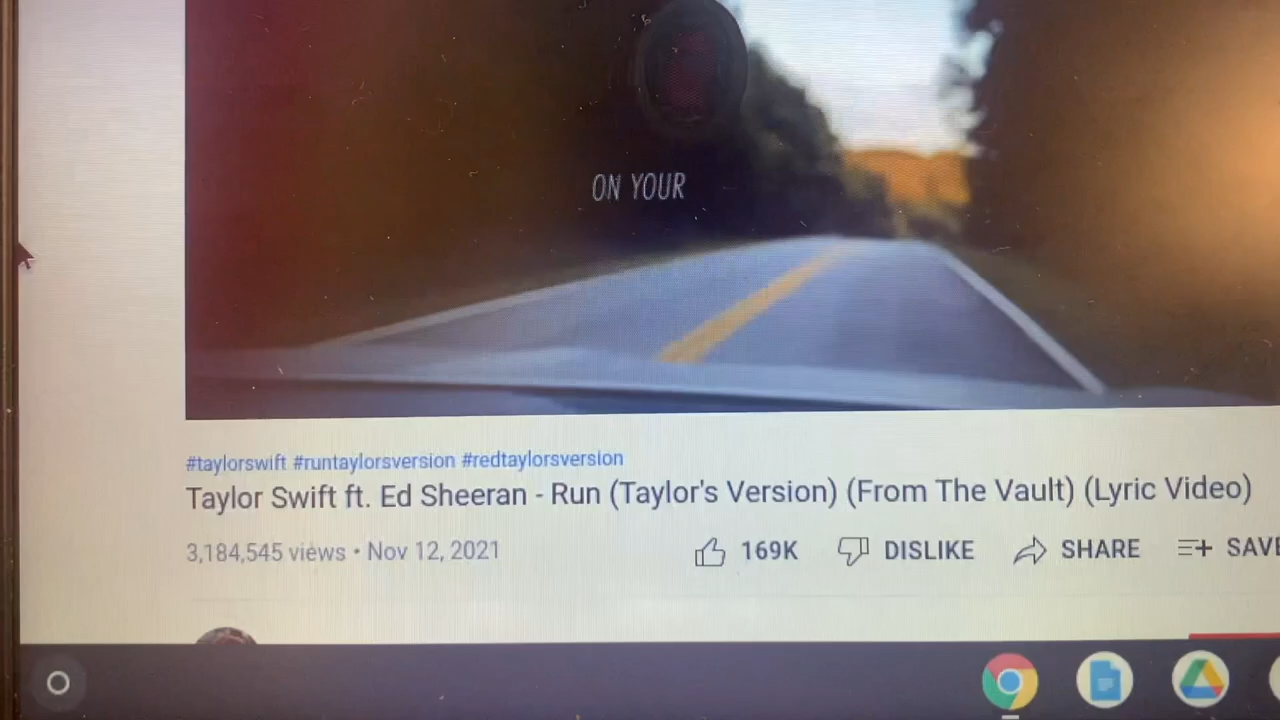 ON YOUR
#taylorswift #runtaylorsversion #redtaylorsversion
Taylor Swift ft. Ed Sheeran - Run (Taylor's Version) (From The Vault) (Lyric Video)
3,184,545 views • Nov 12, 2021 169K DISLIKE SHARE SAVE